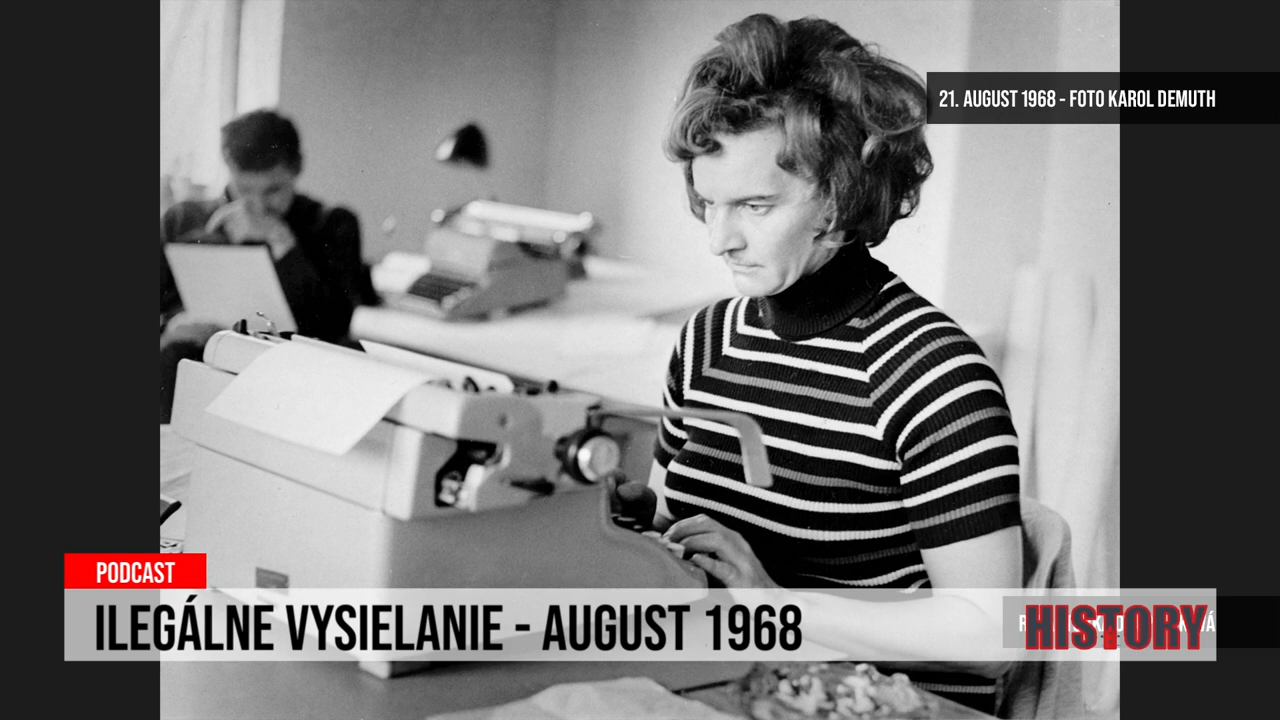 21. AUGUST 1968 - FOTO KAROL DEMUTH
PODCAST
ILEGÁLNE VYSIELANIE - AUGUST 1968
HISTORY